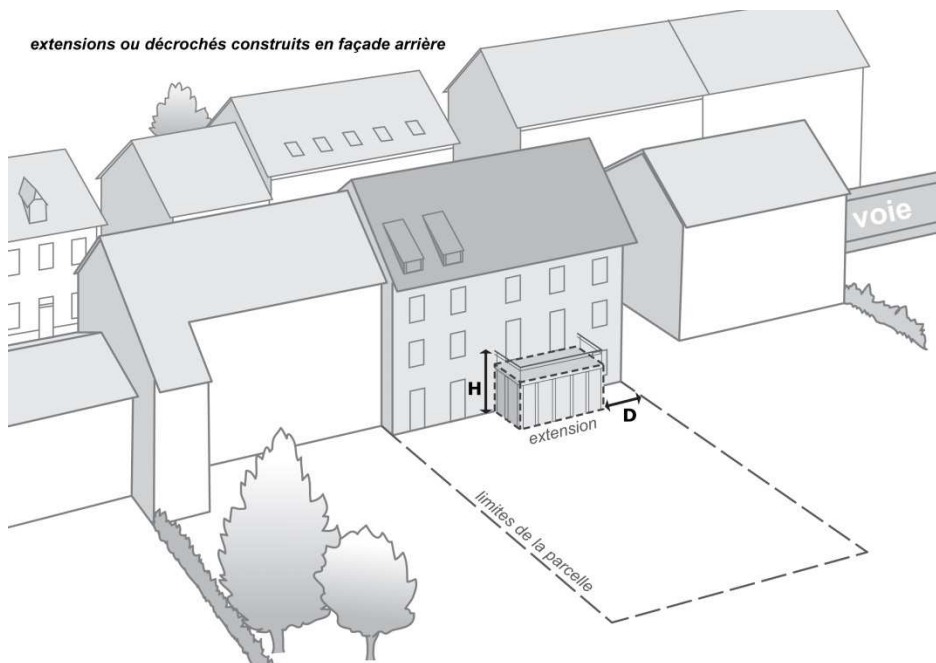 extensions ou décrochés construits en façade arrière
voie
H
D
extension
limites de la parcelle